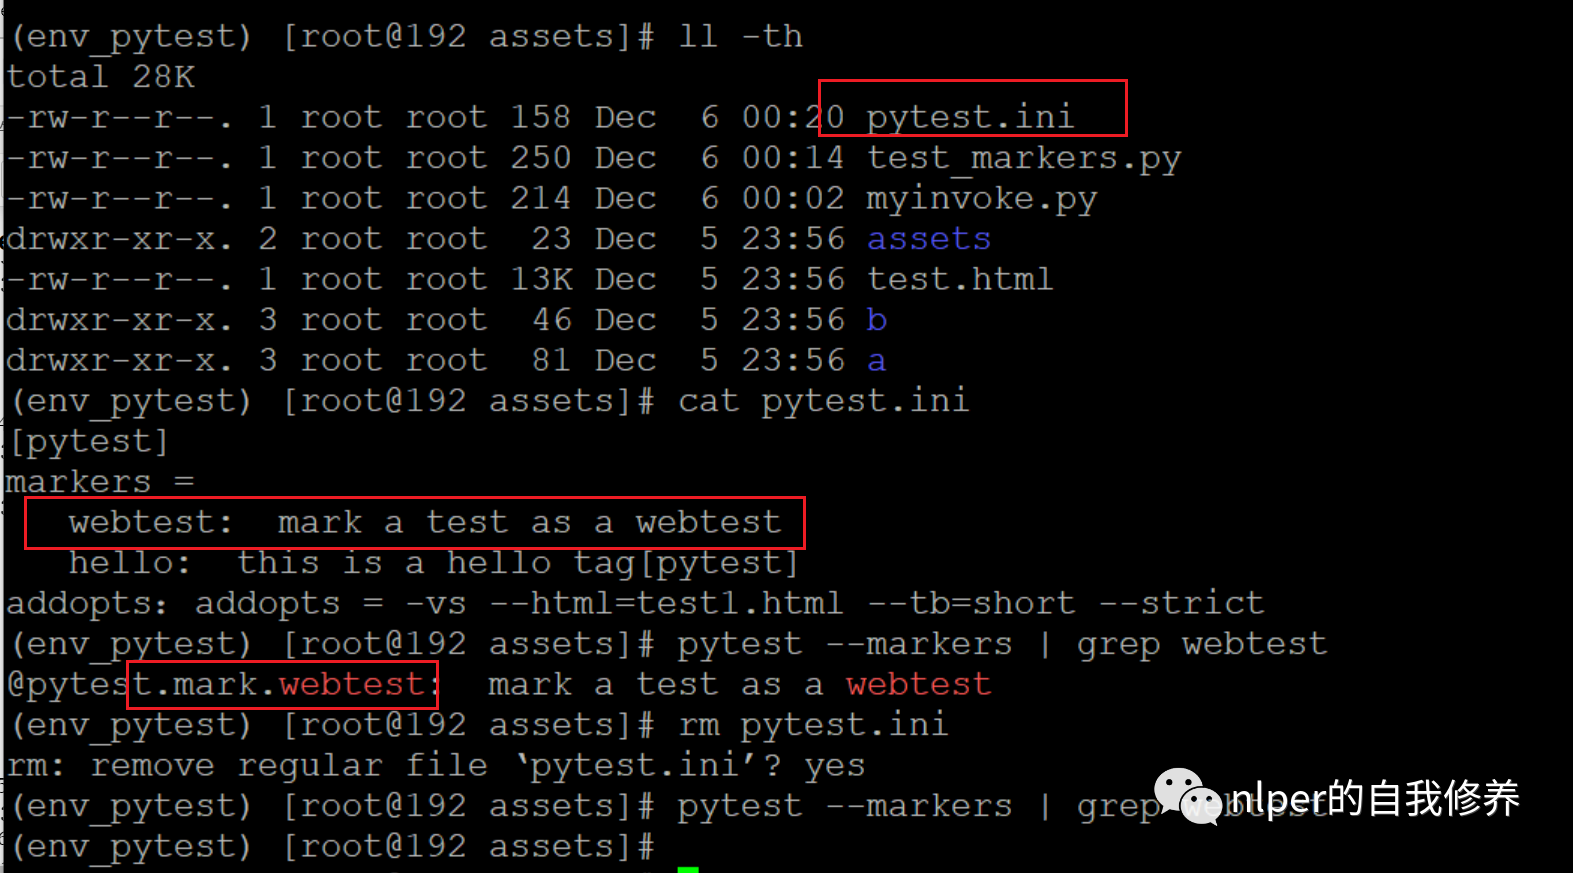 (env_pytest) [root@192 assets]# ll -th
total 28K
-rw-r--r--. 1 root root 158 Dec  6 00:20 pytest.ini
-rw-r--r--. 1 root root 250 Dec  6 00:14 test_markers.py
-rw-r--r--. 1 root root 214 Dec  6 00:02 myinvoke.py
drwxr-xr-x. 2 root root  23 Dec  5 23:56 assets
-rw-r--r--. 1 root root 13K Dec  5 23:56 test.html
drwxr-xr-x. 3 root root  46 Dec  5 23:56 b
drwxr-xr-x. 3 root root  81 Dec  5 23:56 a
(env_pytest) [root@192 assets]# cat pytest.ini
[pytest]
markers =
   webtest:  mark a test as a webtest
   hello:  this is a hello tag[pytest]
addopts: addopts = -vs --html=test1.html --tb=short --strict
(env_pytest) [root@192 assets]# pytest --markers | grep webtest
@pytest.mark.webtest:  mark a test as a webtest
(env_pytest) [root@192 assets]# rm pytest.ini
rm: remove regular file ‘pytest.ini’? yes
(env_pytest) [root@192 assets]# pytest --markers | grep webtest
(env_pytest) [root@192 assets]#
nlper的自我修养